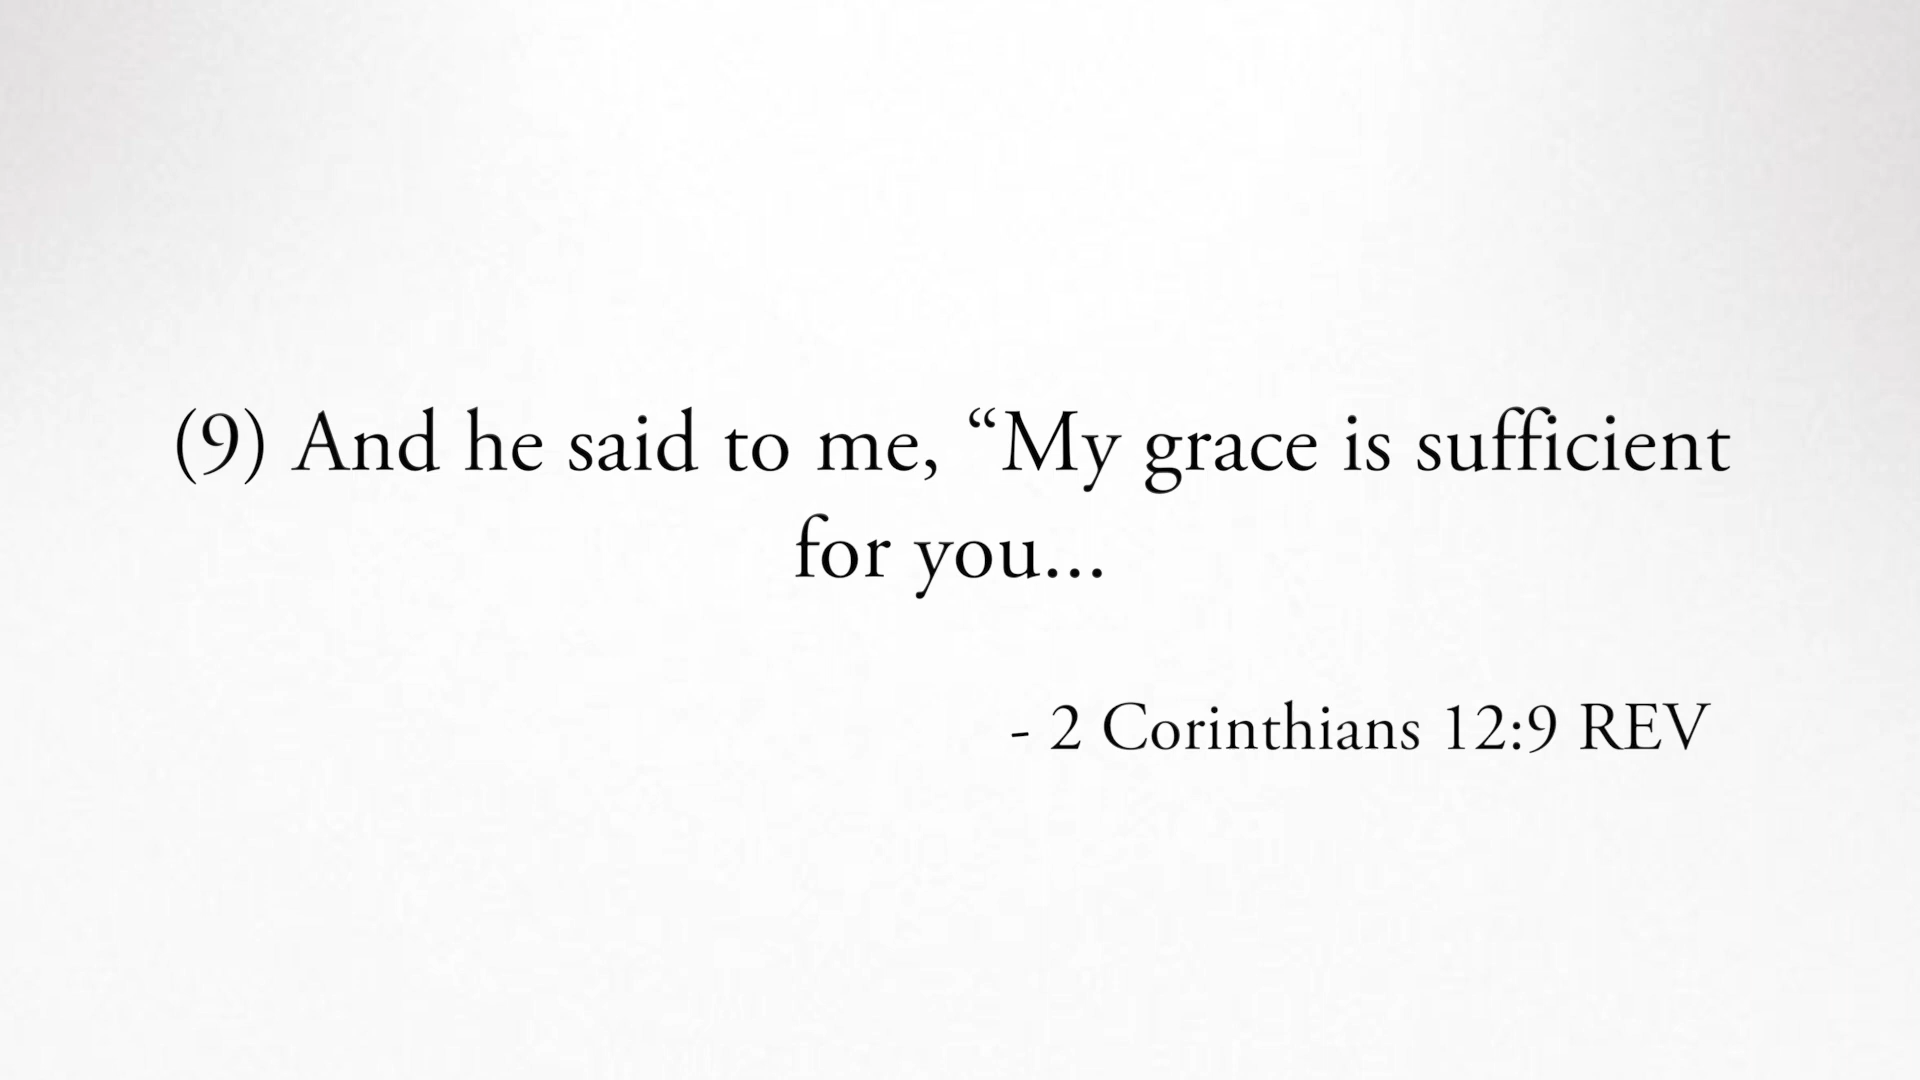 (9) And he said to me, “My grace is sufficient
for you...
- 2 Corinthians 12:9 REV